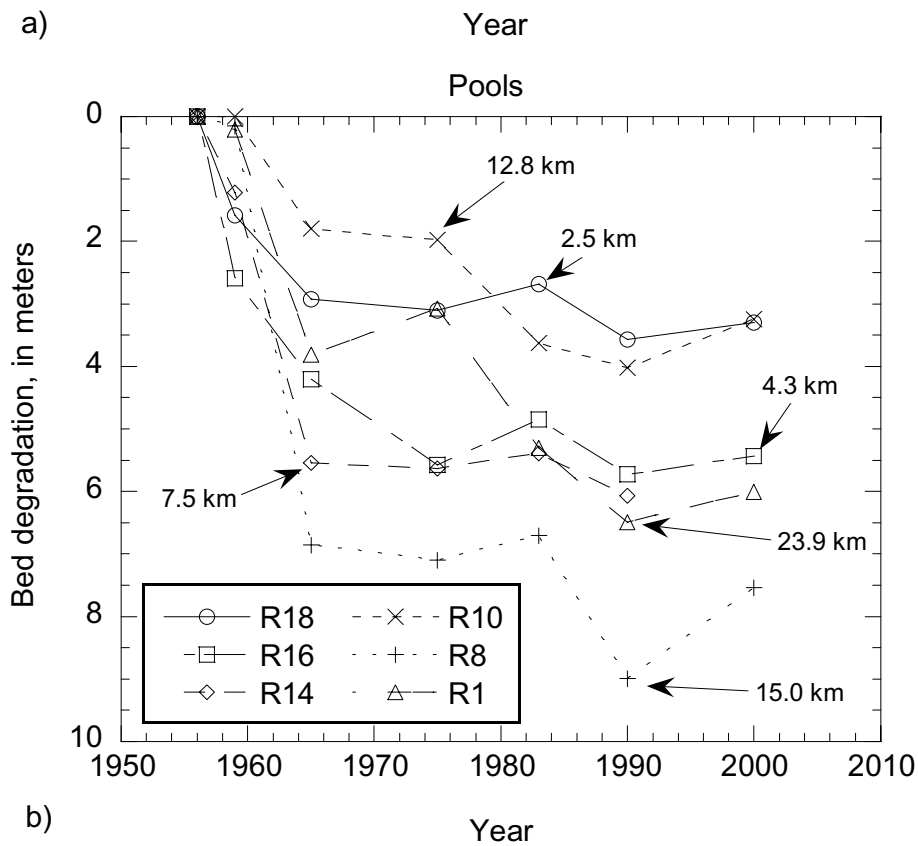 a)
Year
Pools
0
2
4
6
8
10
Bed degradation, in meters
12.8 km
2.5 km
4.3 km
7.5 km
23.9 km
15.0 km
R18 R10
R16 R8
R14 R1
1950 1960 1970 1980 1990 2000 2010
b)
Year